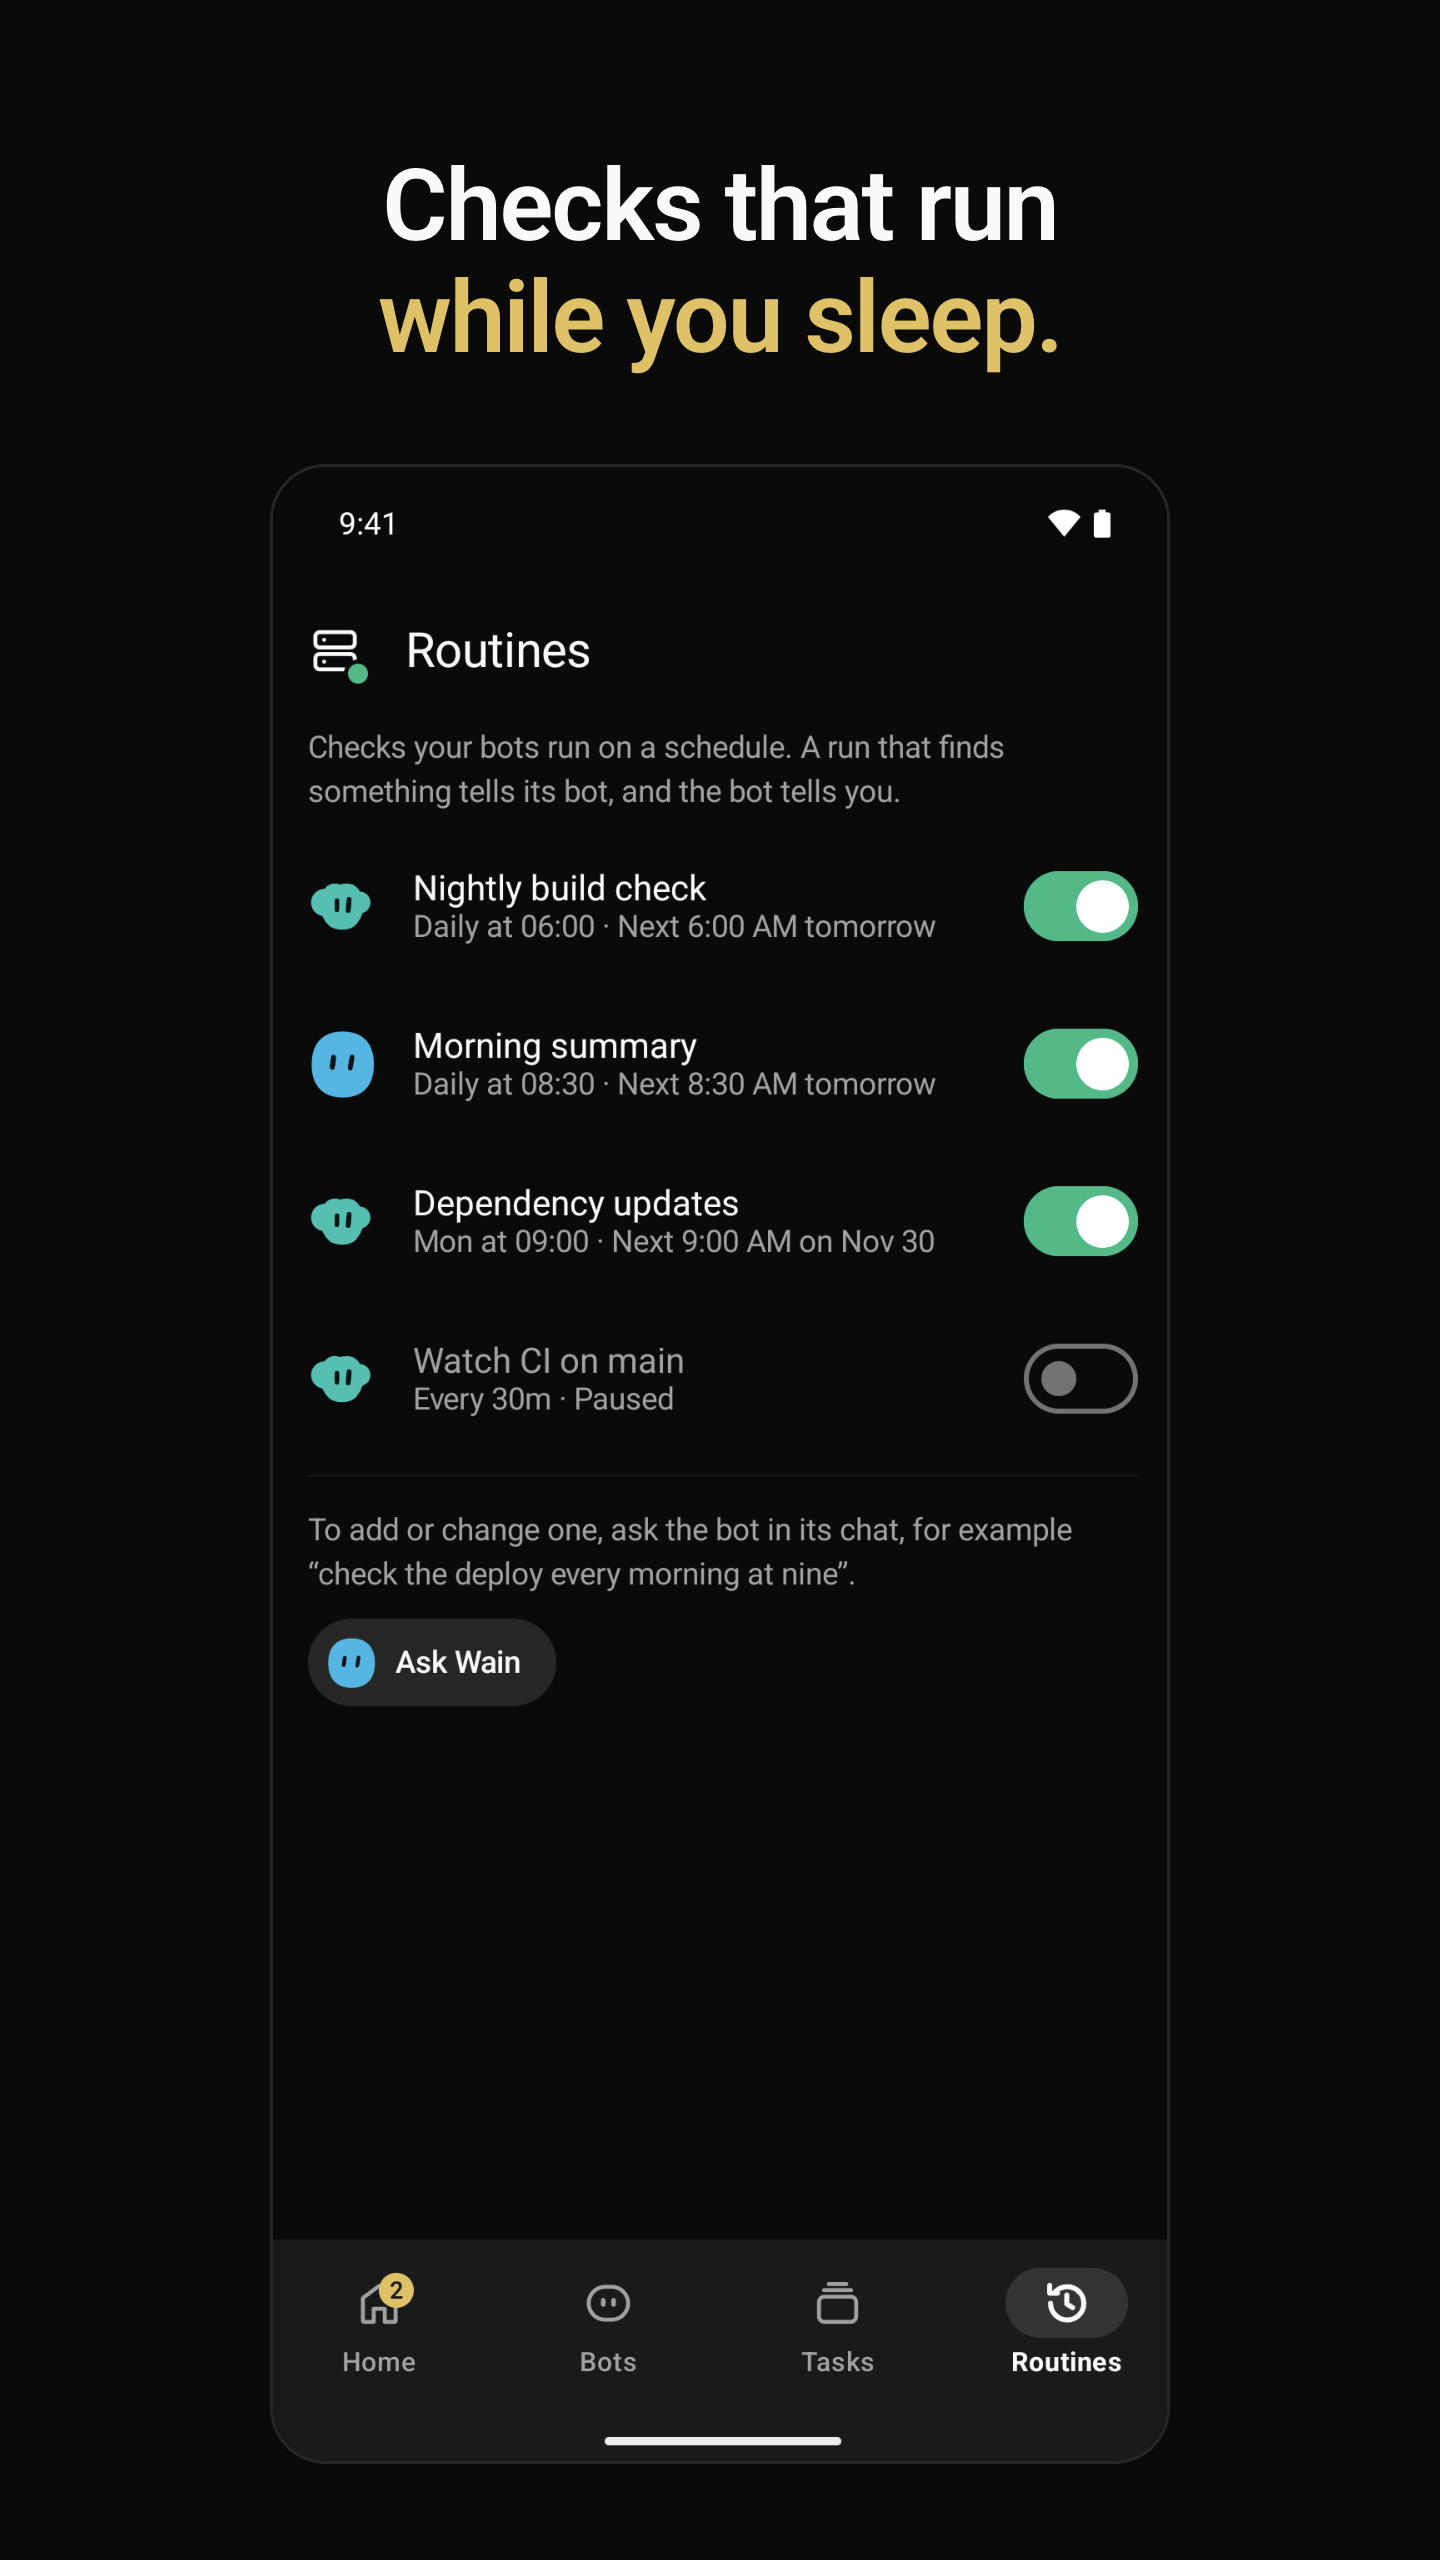 Checks that run
while you sleep.
9:41
Routines
Checks your bots run on a schedule. A run that finds
something tells its bot, and the bot tells you.
Nightly build check
Daily at 06:00 · Next 6:00 AM tomorrow
Morning summary
Daily at 08:30 · Next 8:30 AM tomorrow
Dependency updates
Mon at 09:00 · Next 9:00 AM on Nov 30
Watch CI on main
Every 30m · Paused
To add or change one, ask the bot in its chat, for example
“check the deploy every morning at nine”.
Ask Wain
2
Home
Bots
Tasks
Routines